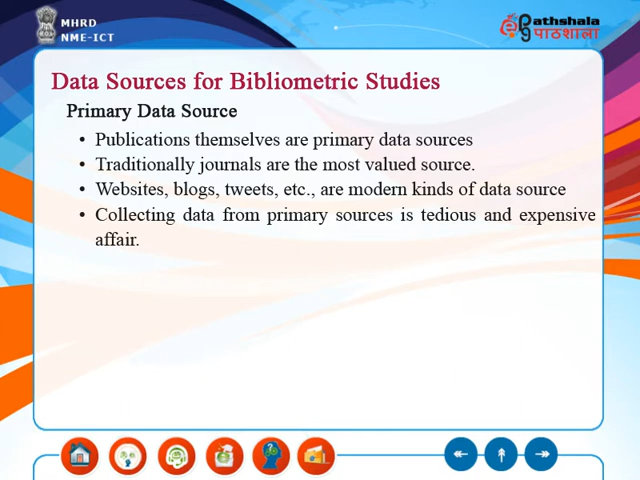 MHRD
NME-ICT
e Pathshala
pg पाठशाला
Data Sources for Bibliometric Studies
Primary Data Source
• Publications themselves are primary data sources
• Traditionally journals are the most valued source.
• Websites, blogs, tweets, etc., are modern kinds of data source
• Collecting data from primary sources is tedious and expensive
affair.